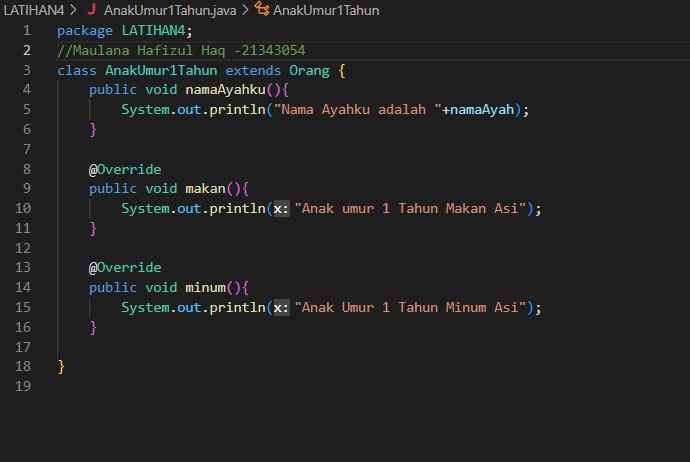 LATIHAN4 > J AnakUmur1Tahun.java > AnakUmur1Tahun
1 package LATIHAN4;
2 //Maulana Hafizul Haq -21343054
3 class AnakUmur1Tahun extends Orang {
4 public void namaAyahku(){
5 System.out.println("Nama Ayahku adalah "+namaAyah);
6 }
7
8 @Override
9 public void makan(){
10 System.out.println(x: "Anak umur 1 Tahun Makan Asi");
11 }
12
13 @Override
14 public void minum(){
15 System.out.println(x: "Anak Umur 1 Tahun Minum Asi");
16 }
17
18 }
19